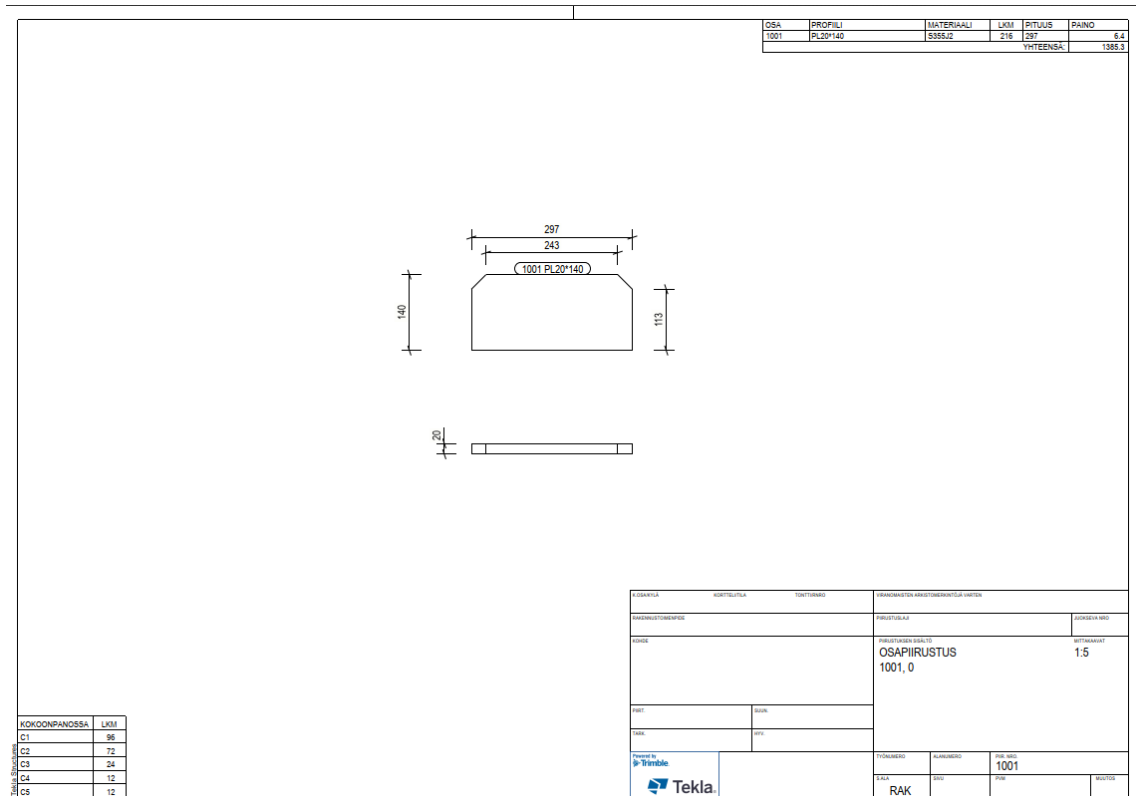 OSA PROFIILI MATERIAALI LKM PITUUS PAINO
1001 PL20*140 S355J2 216 297 6.4
YHTEENSÄ: 1385.3
297
243
1001 PL20*140
140
113
20
K.OSA/KYLÄ KORTTELI/TILA TONTTI/RNRO VIRANOMAISTEN ARKISTOMERKINTÖJÄ VARTEN
RAKENNUSTOIMENPIDE PIIRUSTUSLAJI JUOKSEVA NRO
KOHDE PIIRUSTUKSEN SISÄLTÖ MITTAKAAVAT
OSAPIIRUSTUS 1:5
1001, 0
PIIRT. SUUN.
TARK. HYV.
Powered by
Trimble.
Tekla.
TYÖNUMERO ALANUMERO PIIR. NRO.
1001
S.ALA SIVU PVM MUUTOS
RAK
KOKOONPANOSSA LKM
C1 96
C2 72
C3 24
C4 12
C5 12
Tekla Structures